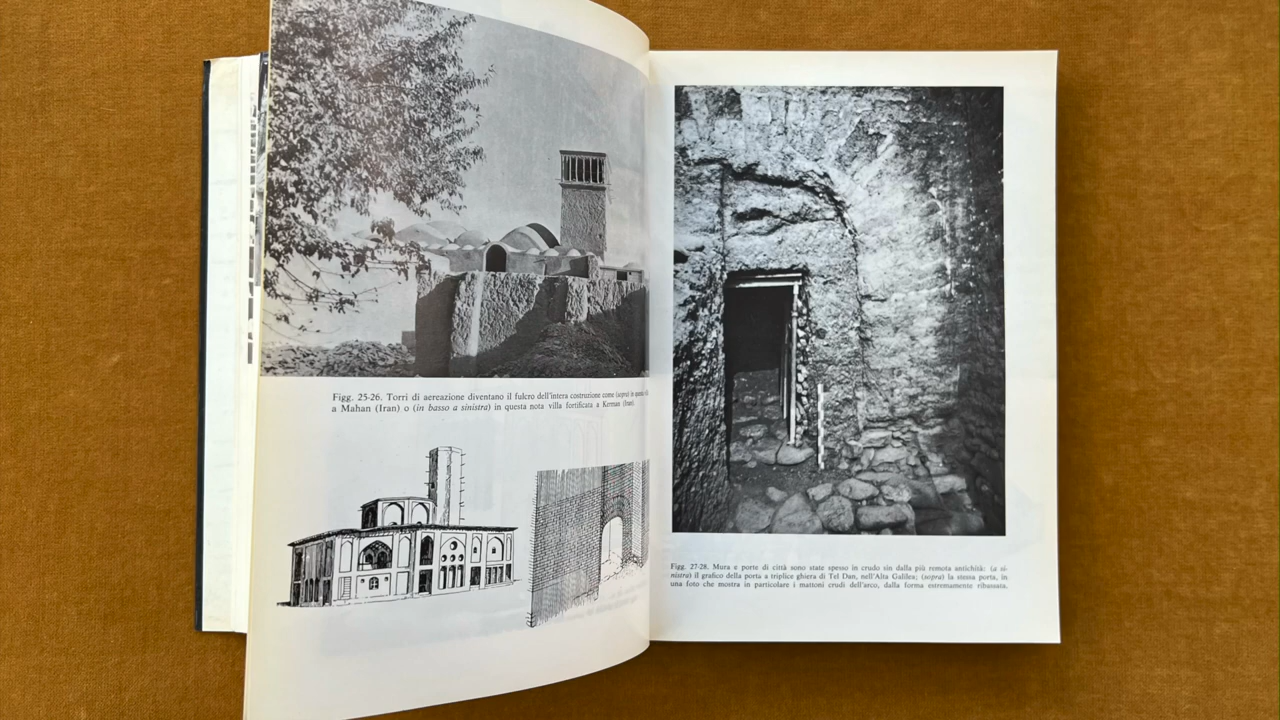 Figg. 25-26. Torri di aereazione diventano il fulcro dell'intera costruzione come (sopra) in questa
a Mahan (Iran) o (in basso a sinistra) in questa nota villa fortificata a Kerman (Iran).
Figg. 27-28. Mura e porte di città sono state spesso in crudo sin dalla più remota antichità: (a si-
nistra) il grafico della porta a triplice ghiera di Tel Dan, nell'Alta Galilea; (sopra) la stessa porta, in
una foto che mostra in particolare i mattoni crudi dell'arco, dalla forma estremamente ribassata.